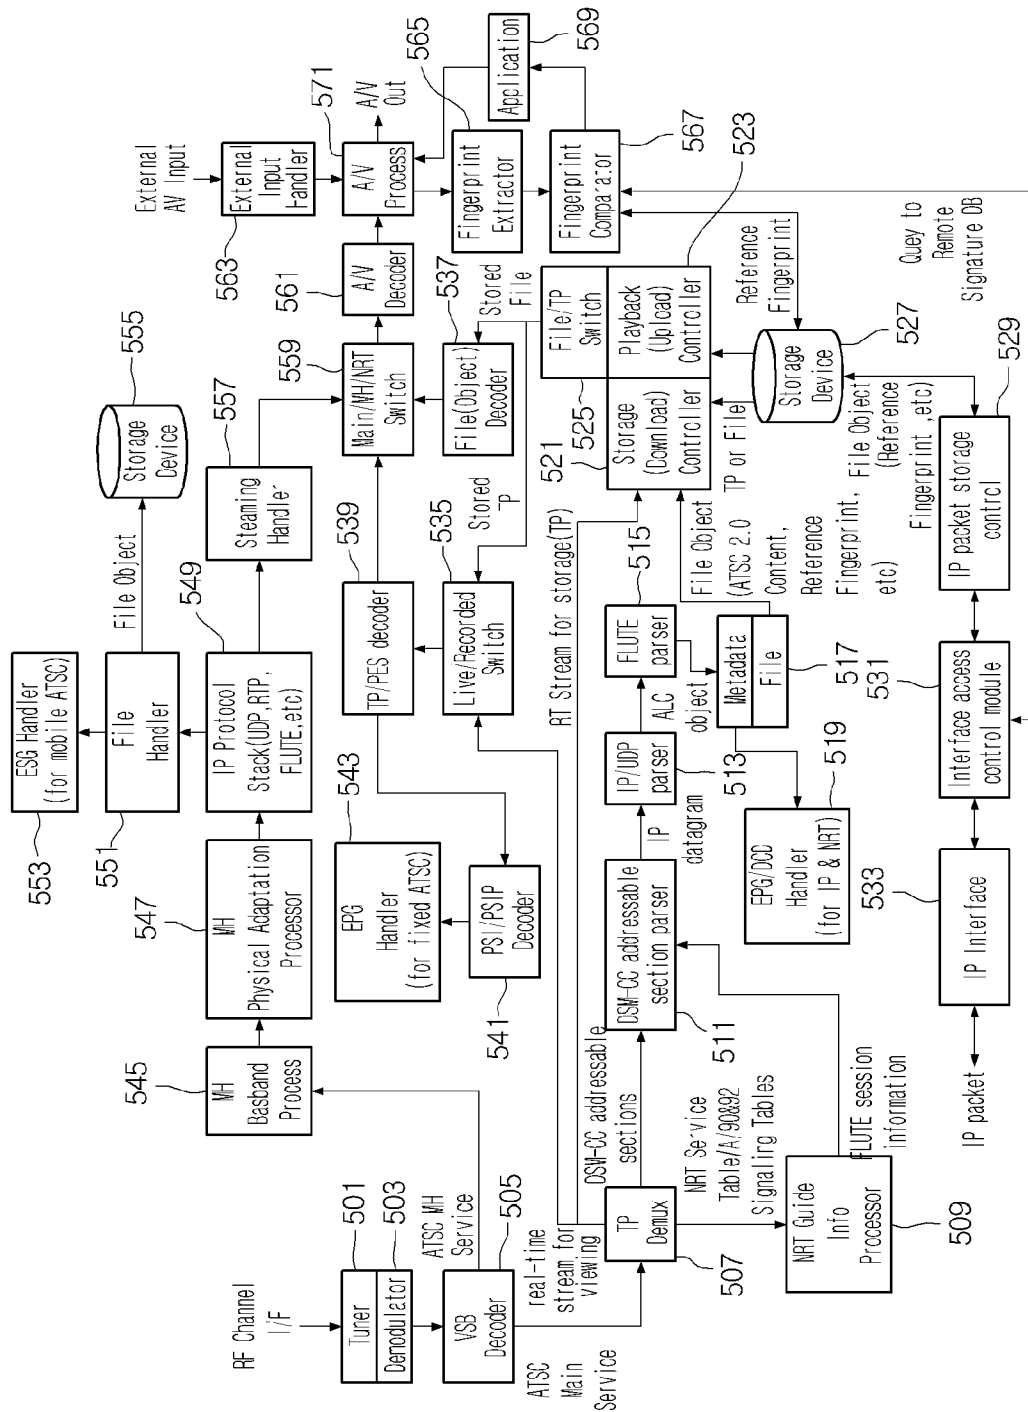 RF Channel
I/F
501
Tuner
503
Demodulator
ATSC MH
Service
505
VSB
Decoder
ATSC
Main
Service
real-time
stream for
viewing
TP
Demux
507
DSM-CC addressable
sections
NRT Service
Table/A/90&92
Signaling Tables
NRT Guide
Info
Processor
509
FLUTE session
information
545
MH
Basband
Process
547
MH
Physical Adaptation
Processor
549
IP Protocol
Stack(UDP,RTP,
FLUTE,etc)
551
File
Handler
553
ESG Handler
(for mobile ATSC)
File Object
555
Storage
Device
557
Steaming
Handler
543
EPG
Handler
(for fixed ATSC)
541
PSI/PSIP
Decoder
539
TP/PES decoder
535
Live/Recorded
Switch
Stored
TP
RT Stream for storage(TP)
511
DSM-CC addressable
section parser
IP
datagram
513
IP/UDP
parser
ALC
object
515
FLUTE
parser
Metadata
File
517
519
EPG/DCD
Handler
(for IP & NRT)
File Object
(ATSC 2.0
Content,
Reference
Fingerprint,
etc)
559
Main/MH/NRT
Switch
561
A/V
Decoder
537
File(Object)
Decoder
Stored
File
521
Storage
(Download)
Controller
525
File/TP
Switch
Playback
(Upload)
Controller
523
TP or File
Storage
Device
527
Reference
Fingerprint
File Object
(Reference
Fingerprint ,etc)
External
AV Input
563
External
Input
Handler
571
A/V
Process
A/V
Out
565
Fingerprint
Extractor
567
Fingerprint
Comparator
569
Application
Quey to
Remote
Signature DB
IP packet
533
IP Interface
531
Interface access
control module
529
IP packet storage
control